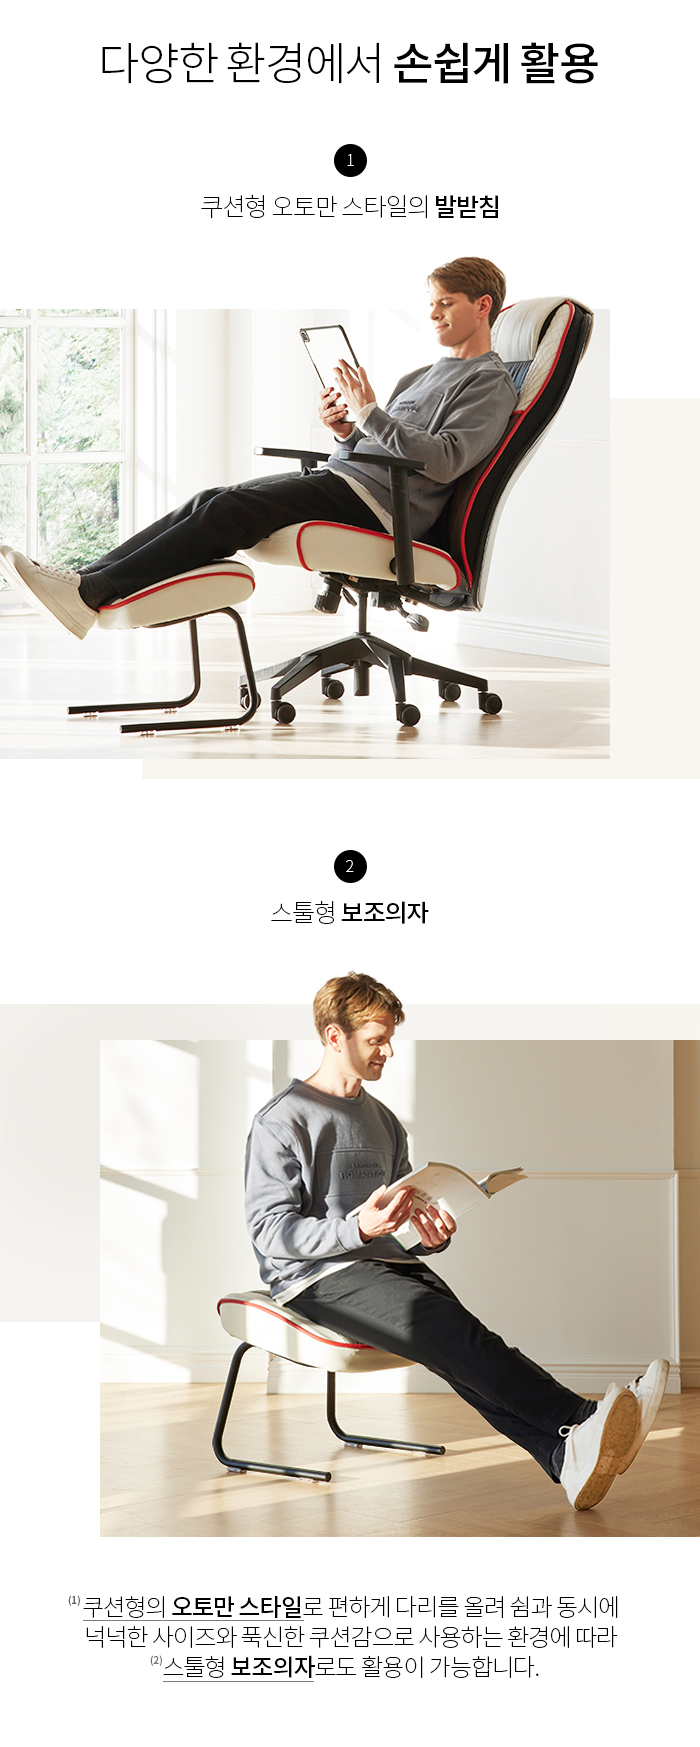 다양한 환경에서 손쉽게 활용
1
쿠션형 오토만 스타일의 발받침
2
스툴형 보조의자
(1) 쿠션형의 오토만 스타일로 편하게 다리를 올려 쉼과 동시에
넉넉한 사이즈와 푹신한 쿠션감으로 사용하는 환경에 따라
(2) 스툴형 보조의자로도 활용이 가능합니다.